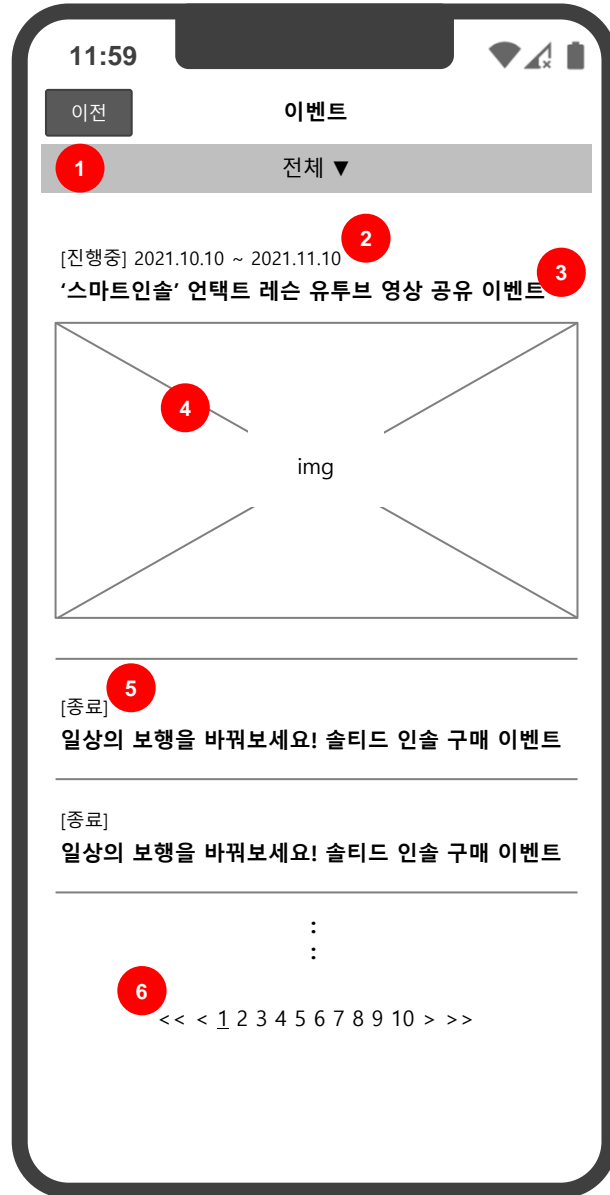 11:59
이전
이벤트
1
전체 ▼
2
[진행중] 2021.10.10 ~ 2021.11.10
3
‘스마트인솔’ 언택트 레슨 유투브 영상 공유 이벤트
4
img
5
[종료]
일상의 보행을 바꿔보세요! 솔티드 인솔 구매 이벤트
[종료]
일상의 보행을 바꿔보세요! 솔티드 인솔 구매 이벤트
:
:
6
<< < 1 2 3 4 5 6 7 8 9 10 > >>